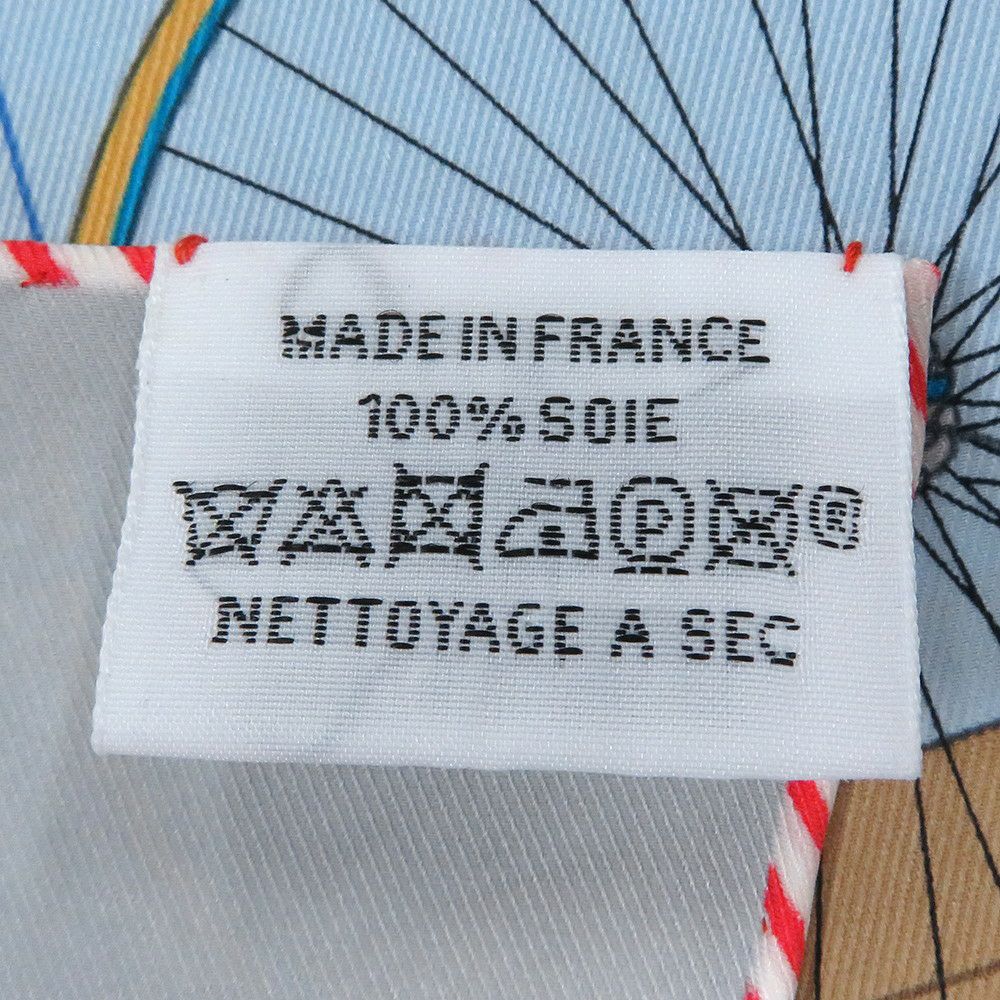 MADE IN FRANCE
100% SOIE
P ®
NETTOYAGE A SEC